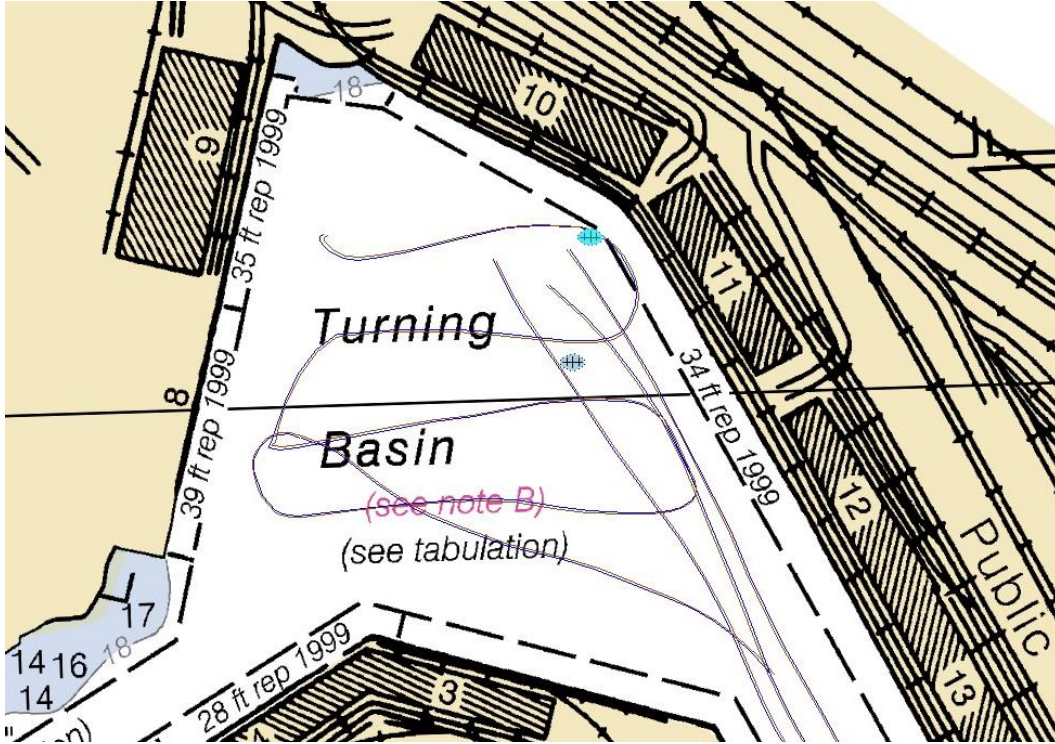 18
10
9
35 ft rep 1999
11
Turning
34 ft rep 1999
8
39 ft rep 1999
Basin
(see note B)
(see tabulation)
12
Public
17
18
14 16
14
28 ft rep 1999
3
13